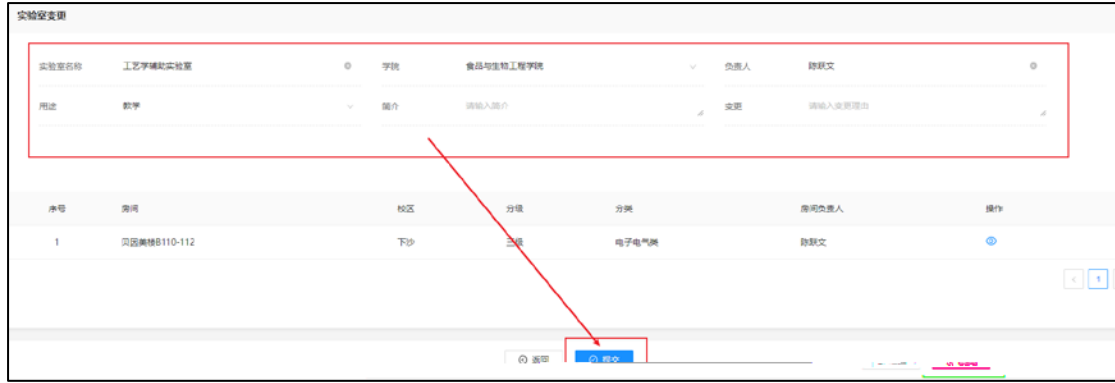 实验室变更
实验室名称 工艺学辅助实验室 学院 食品与生物工程学院 负责人 陈跃文
用途 教学 简介 请输入简介 变更 请输入变更理由
序号 房间 校区 分级 分类 房间负责人 操作
1 贝因美楼B110-112 下沙 三级 电子电气类 陈跃文
< 1
返回 提交